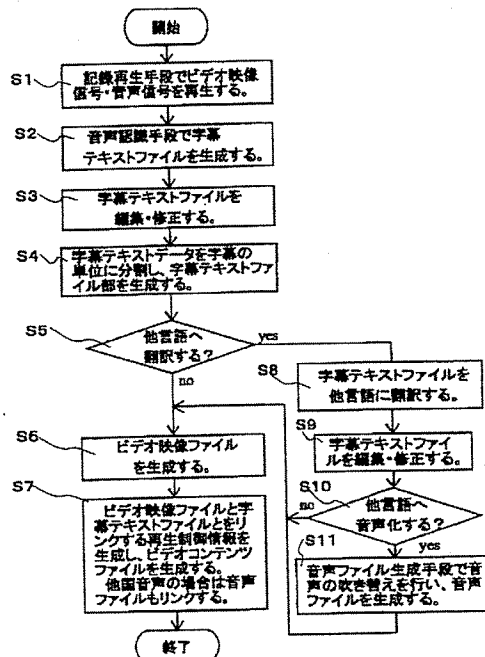 開始
S1
記録再生手段でビデオ映像
信号・音声信号を再生する。
S2
音声認識手段で字幕
テキストファイルを生成する。
S3
字幕テキストファイルを
編集・修正する。
S4
字幕テキストデータを字幕の
単位に分割し、字幕テキストファ
イル部を生成する。
S5
他言語へ
翻訳する?
yes
no
S8
字幕テキストファイルを
他言語に翻訳する。
S9
字幕テキストファイ
ルを編集・修正する。
S10
他言語へ
音声化する?
no
yes
S11
音声ファイル生成手段で音
声の吹き替えを行い、音声
ファイルを生成する。
S6
ビデオ映像ファイル
を生成する。
S7
ビデオ映像ファイルと字
幕テキストファイルとをリ
ンクする再生制御情報
を生成し、ビデオコンテンツ
ファイルを生成する。
他国音声の場合は音声
ファイルもリンクする。
終了